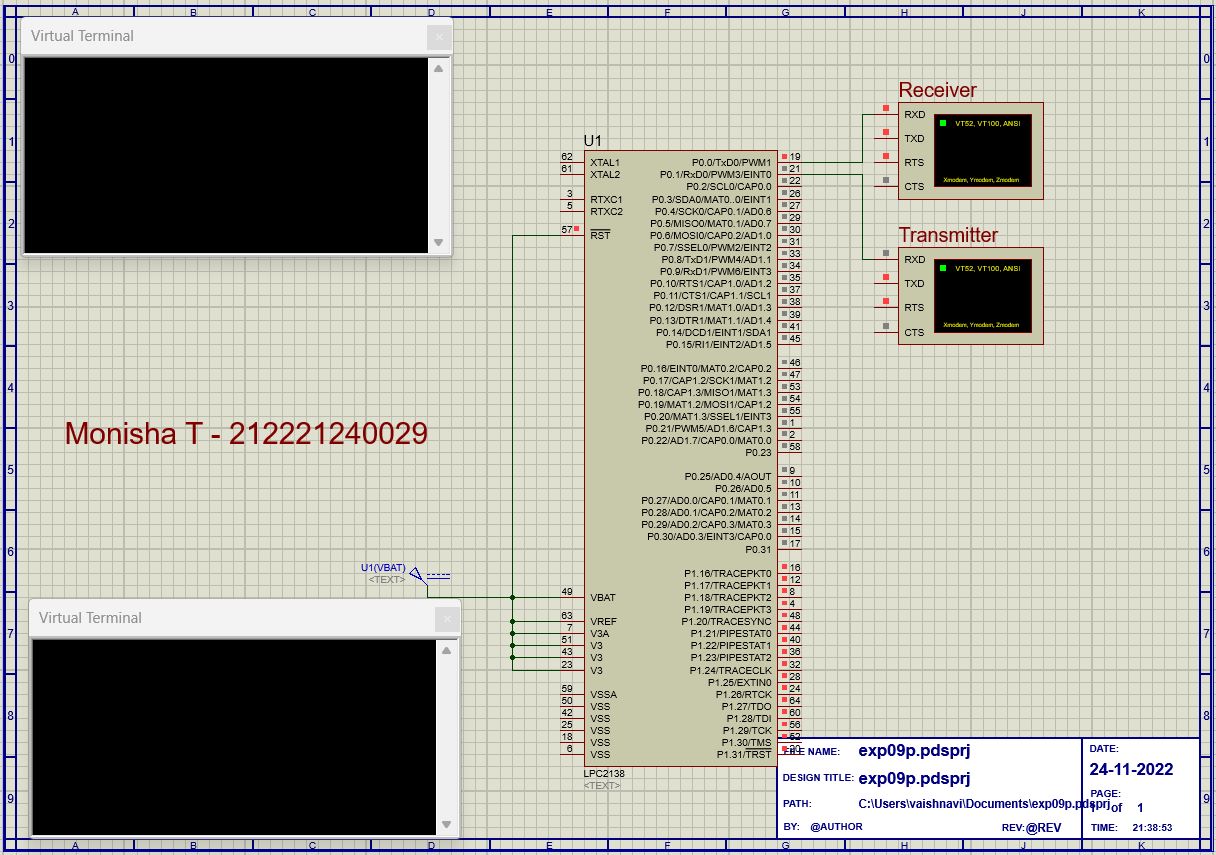 A B C D E F G H J K
Virtual Terminal
0
1
2
3
4
5
6
7
8
9
Receiver
RXD
TXD
RTS
CTS
VT52, VT100, ANSI
Xmodem, Ymodem, Zmodem
Transmitter
RXD
TXD
RTS
CTS
VT52, VT100, ANSI
Xmodem, Ymodem, Zmodem
U1
62 XTAL1
61 XTAL2
3 RTXC1
5 RTXC2
57 RST
P0.0/TxD0/PWM1 19
P0.1/RxD0/PWM3/EINT0 21
P0.2/SCL0/CAP0.0 22
P0.3/SDA0/MAT0..0/EINT1 26
P0.4/SCK0/CAP0.1/AD0.6 27
P0.5/MISO0/MAT0.1/AD0.7 29
P0.6/MOSI0/CAP0.2/AD1.0 30
P0.7/SSEL0/PWM2/EINT2 31
P0.8/TxD1/PWM4/AD1.1 33
P0.9/RxD1/PWM6/EINT3 34
P0.10/RTS1/CAP1.0/AD1.2 35
P0.11/CTS1/CAP1.1/SCL1 37
P0.12/DSR1/MAT1.0/AD1.3 38
P0.13/DTR1/MAT1.1/AD1.4 39
P0.14/DCD1/EINT1/SDA1 41
P0.15/RI1/EINT2/AD1.5 45
P0.16/EINT0/MAT0.2/CAP0.2 46
P0.17/CAP1.2/SCK1/MAT1.2 47
P0.18/CAP1.3/MISO1/MAT1.3 53
P0.19/MAT1.2/MOSI1/CAP1.2 54
P0.20/MAT1.3/SSEL1/EINT3 55
P0.21/PWM5/AD1.6/CAP1.3 1
P0.22/AD1.7/CAP0.0/MAT0.0 2
P0.23 58
P0.25/AD0.4/AOUT 9
P0.26/AD0.5 10
P0.27/AD0.0/CAP0.1/MAT0.1 11
P0.28/AD0.1/CAP0.2/MAT0.2 13
P0.29/AD0.2/CAP0.3/MAT0.3 14
P0.30/AD0.3/EINT3/CAP0.0 15
P0.31 17
P1.16/TRACEPKT0 16
P1.17/TRACEPKT1 12
P1.18/TRACEPKT2 8
P1.19/TRACEPKT3 4
P1.20/TRACESYNC 48
P1.21/PIPESTAT0 44
P1.22/PIPESTAT1 40
P1.23/PIPESTAT2 36
P1.24/TRACECLK 32
P1.25/EXTIN0 28
P1.26/RTCK 24
P1.27/TDO 64
P1.28/TDI 60
P1.29/TCK 56
P1.30/TMS 52
P1.31/TRST 20
Monisha T - 212221240029
U1(VBAT)
<TEXT>
49 VBAT
63 VREF
7 V3A
51 V3
43 V3
23 V3
59 VSSA
50 VSS
42 VSS
25 VSS
18 VSS
6 VSS
LPC2138
<TEXT>
Virtual Terminal
FILE NAME: exp09p.pdsprj
DESIGN TITLE: exp09p.pdsprj
PATH: C:\Users\vaishnavi\Documents\exp09p.pdsprj
BY: @AUTHOR REV:@REV
DATE:
24-11-2022
PAGE:
1 of 1
TIME: 21:38:53
0
1
2
3
4
5
6
7
8
9
A B C D E F G H J K